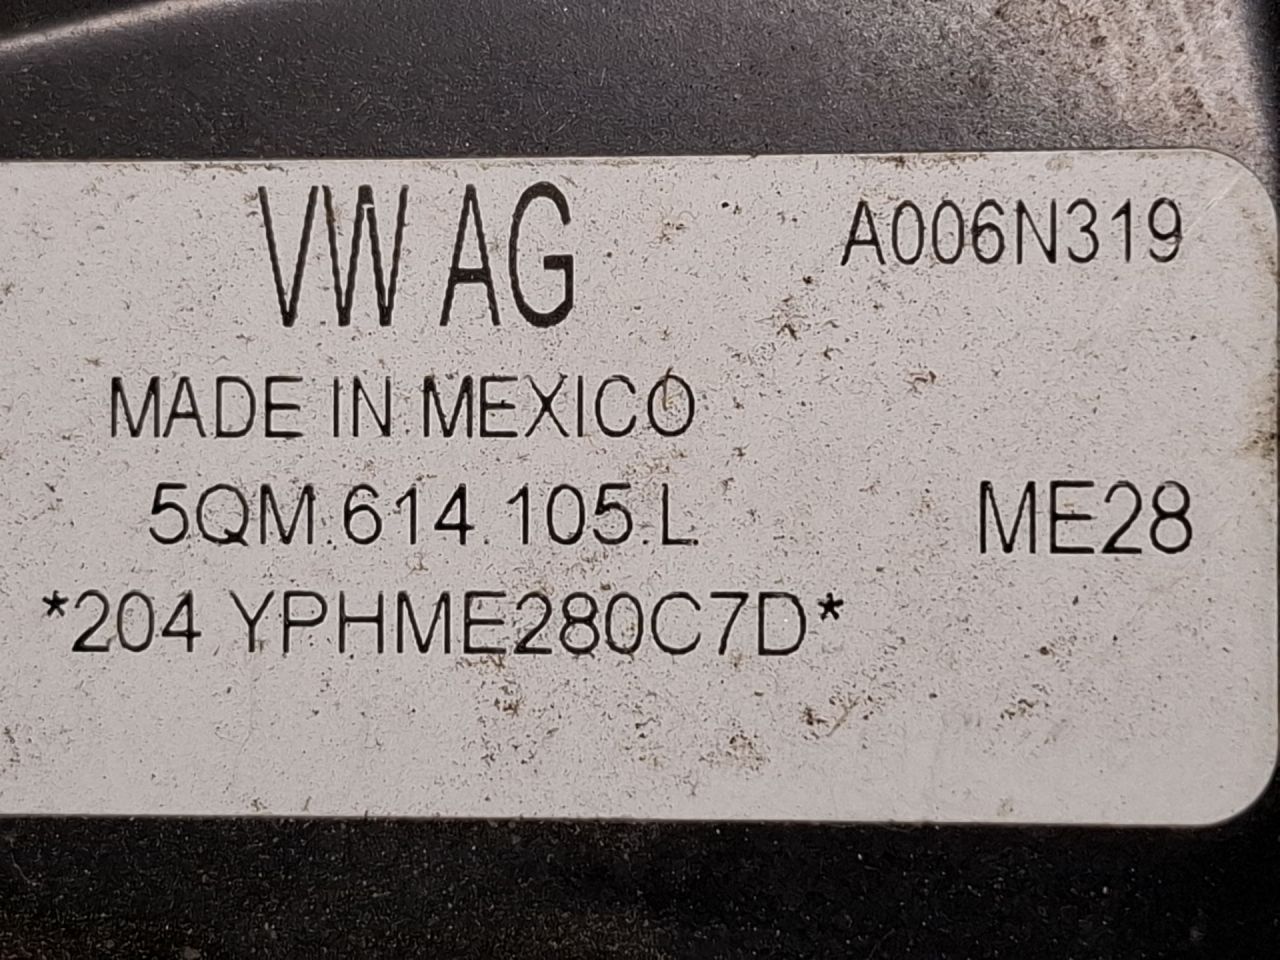 VW AG A006N319
MADE IN MEXICO
5QM.614.105.L ME28
*204 YPHME280C7D*